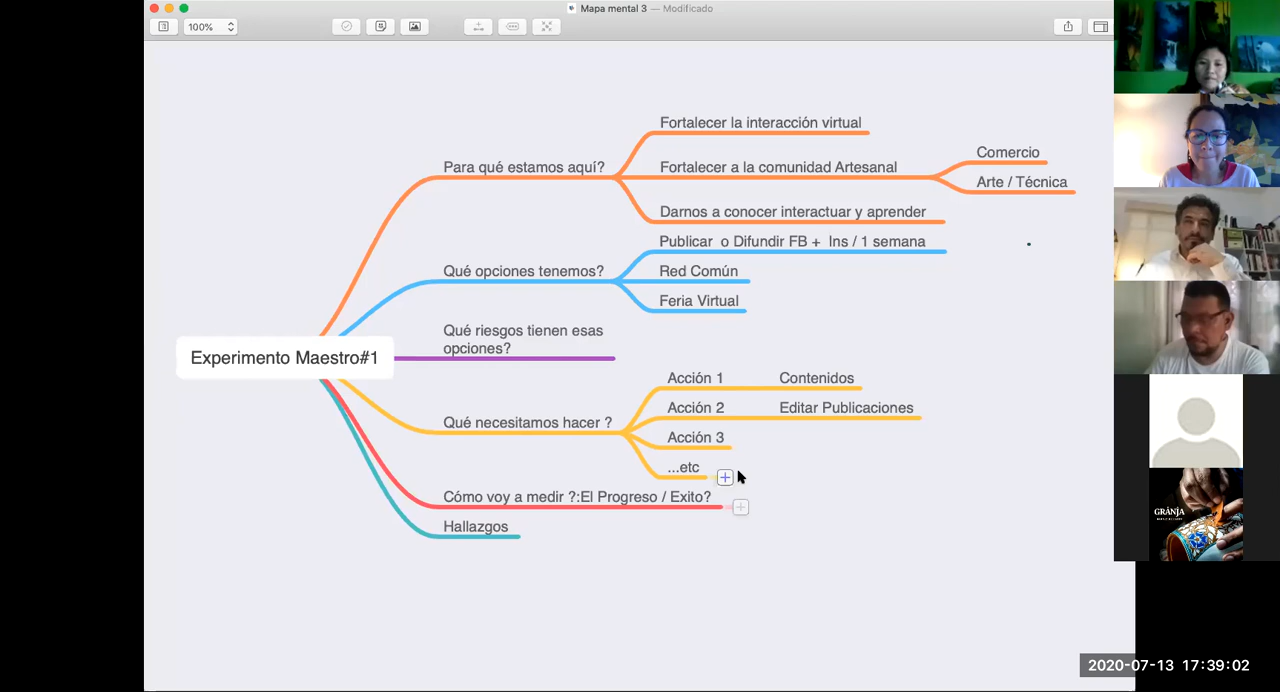 Mapa mental 3 — Modificado
100%
Fortalecer la interacción virtual
Comercio
Para qué estamos aquí?
Fortalecer a la comunidad Artesanal
Arte / Técnica
Darnos a conocer interactuar y aprender
Publicar o Difundir FB + Ins / 1 semana
Qué opciones tenemos?
Red Común
Feria Virtual
Qué riesgos tienen esas
opciones?
Experimento Maestro#1
Acción 1 Contenidos
Acción 2 Editar Publicaciones
Qué necesitamos hacer ?
Acción 3
...etc
Cómo voy a medir ?:El Progreso / Exito?
Hallazgos
GRANJA
2020-07-13 17:39:02